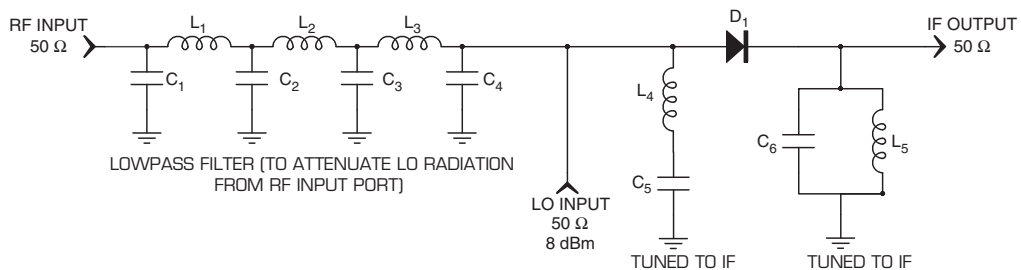 RF INPUT
50 Ω
L1
L2
L3
D1
IF OUTPUT
50 Ω
C1
C2
C3
C4
L4
C6
L5
LOWPASS FILTER (TO ATTENUATE LO RADIATION
FROM RF INPUT PORT)
C5
LO INPUT
50 Ω
8 dBm
TUNED TO IF
TUNED TO IF